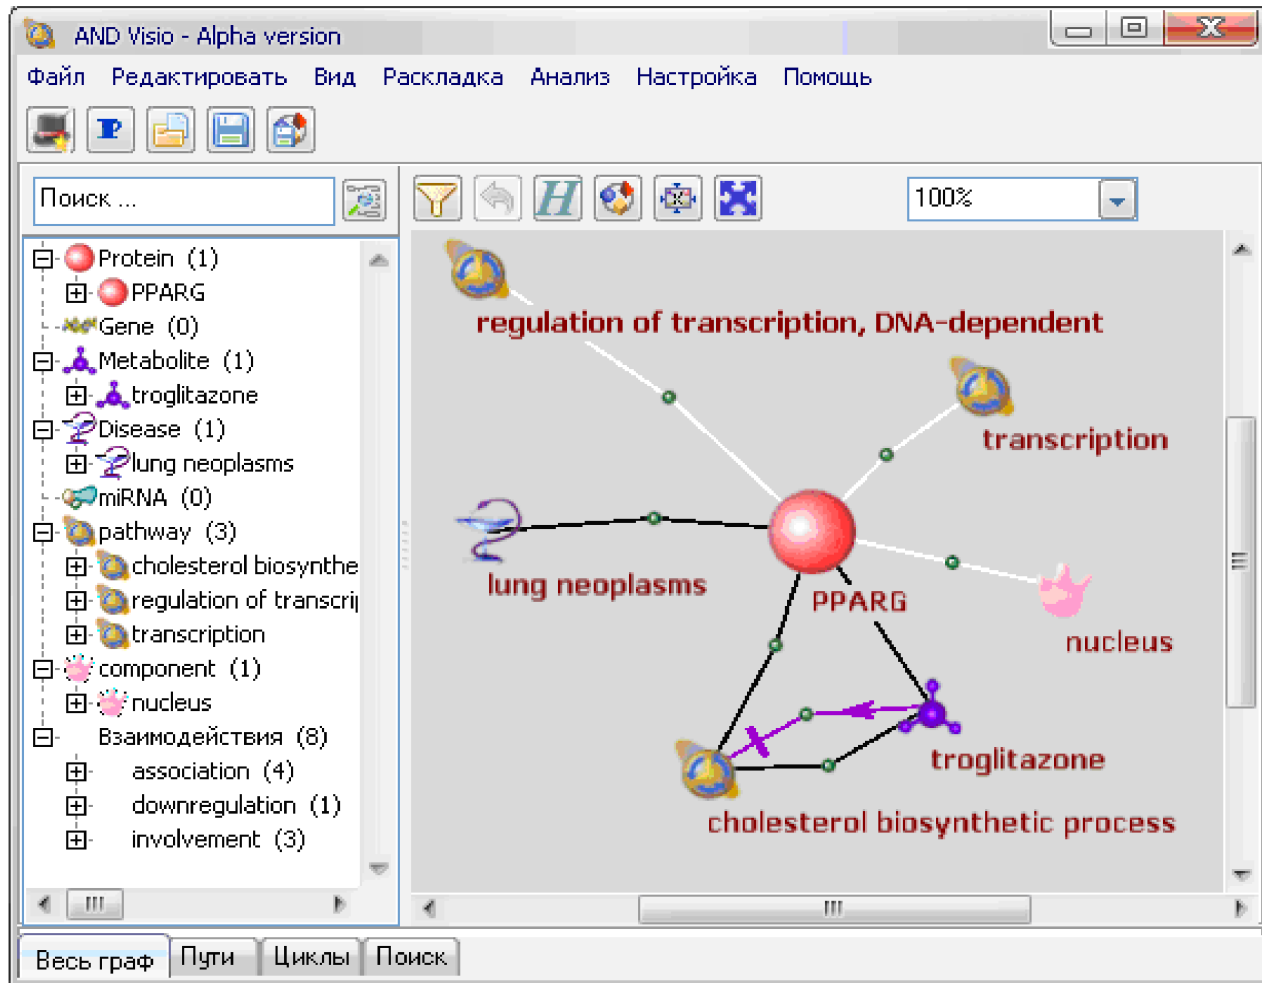 AND Visio - Alpha version
Файл Редактировать Вид Раскладка Анализ Настройка Помощь
P
Поиск ...
H
100%
Protein (1)
PPARG
Gene (0)
Metabolite (1)
troglitazone
Disease (1)
lung neoplasms
miRNA (0)
pathway (3)
cholesterol biosynthe
regulation of transcrip
transcription
component (1)
nucleus
Взаимодействия (8)
association (4)
downregulation (1)
involvement (3)
regulation of transcription, DNA-dependent
transcription
lung neoplasms
PPARG
nucleus
troglitazone
cholesterol biosynthetic process
Весь граф Пути Циклы Поиск